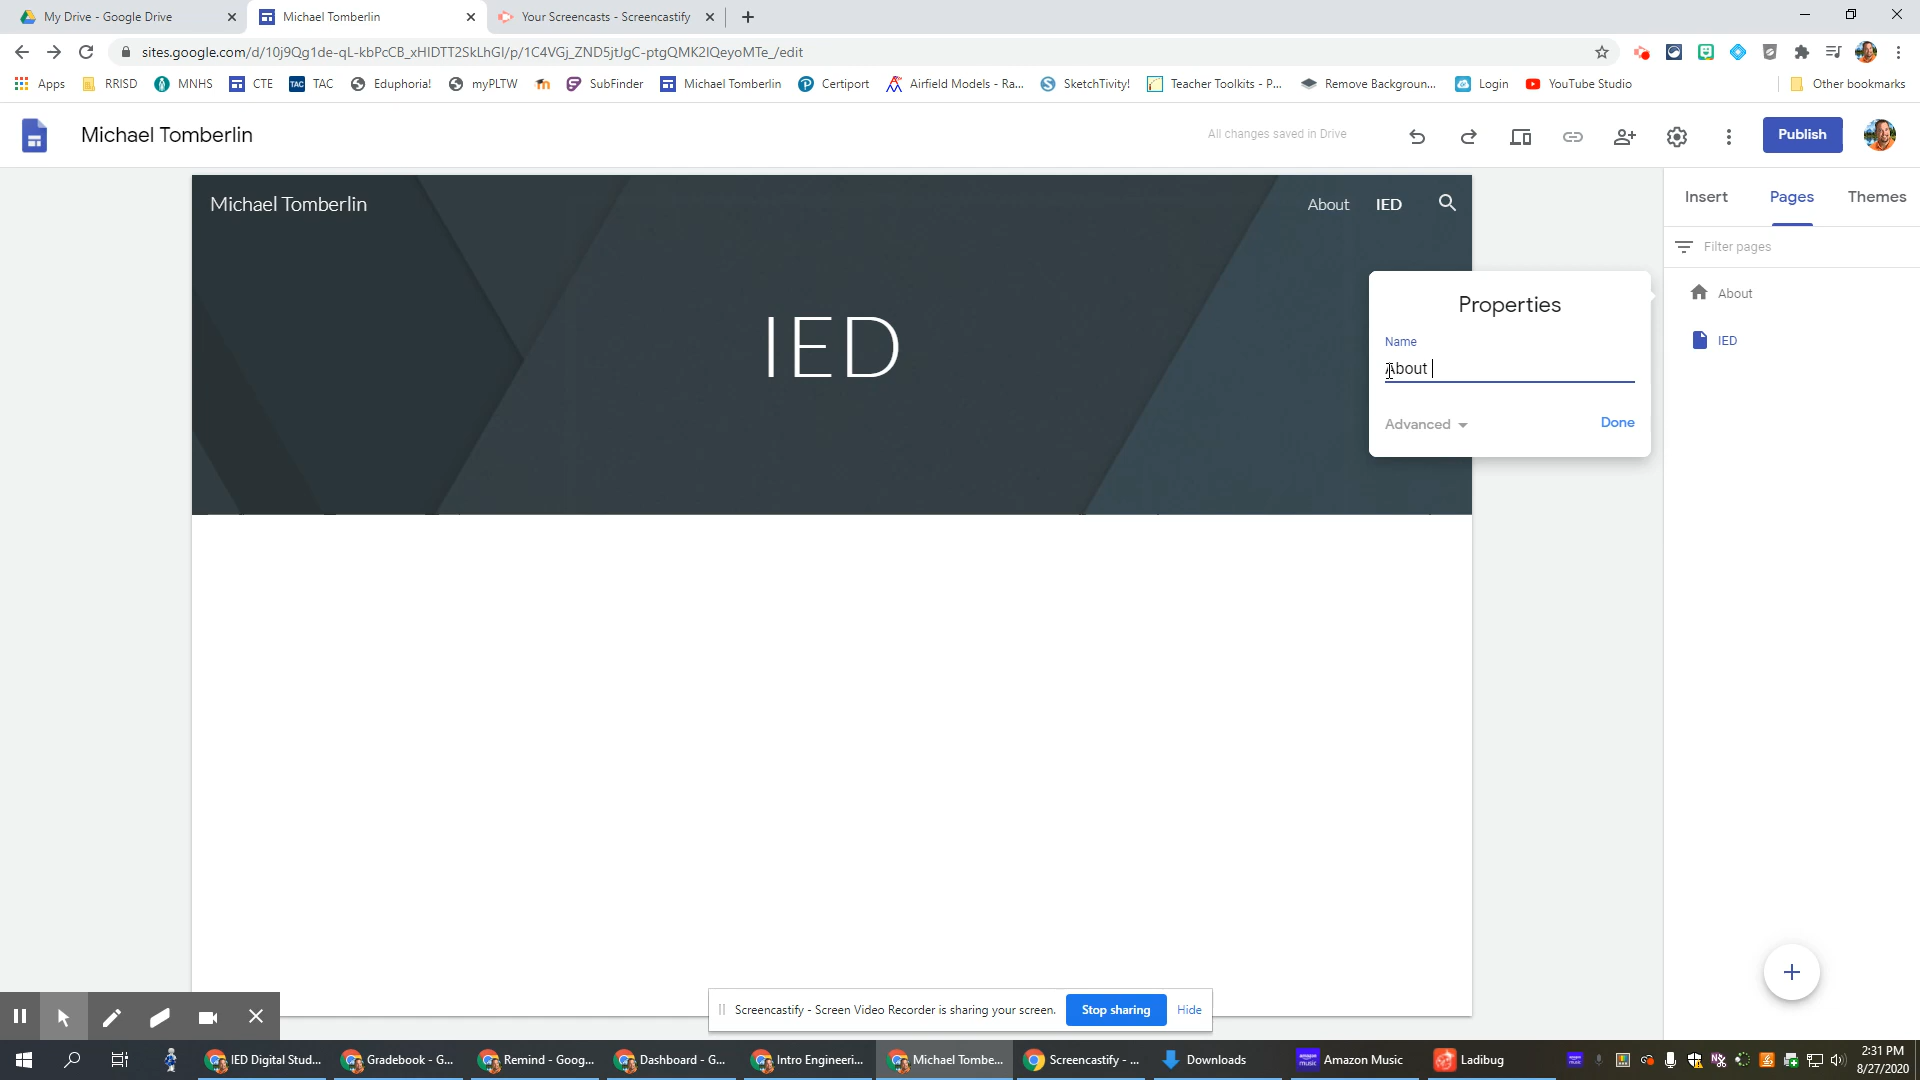 My Drive - Google Drive
Michael Tomberlin
Your Screencasts - Screencastify
sites.google.com/d/10j9Qg1de-qL-kbPcCB_xHIDTT2SkLhGI/p/1C4VGj_ZND5jtJgC-ptgQMK2IQeyoMTe_/edit
Apps
RRISD
MNHS
CTE
TAC
TAC
Eduphoria!
myPLTW
SubFinder
Michael Tomberlin
Certiport
Airfield Models - Ra...
SketchTivity!
Teacher Toolkits - P...
Remove Backgroun...
Login
YouTube Studio
Other bookmarks
Michael Tomberlin
All changes saved in Drive
Publish
Michael Tomberlin
About
IED
IED
Properties
Name
About
Advanced
Done
Insert
Pages
Themes
Filter pages
About
IED
Screencastify - Screen Video Recorder is sharing your screen.
Stop sharing
Hide
IED Digital Stud...
Gradebook - G...
Remind - Goog...
Dashboard - G...
Intro Engineeri...
Michael Tombe...
Screencastify - ...
Downloads
Amazon Music
Ladibug
2:31 PM
8/27/2020